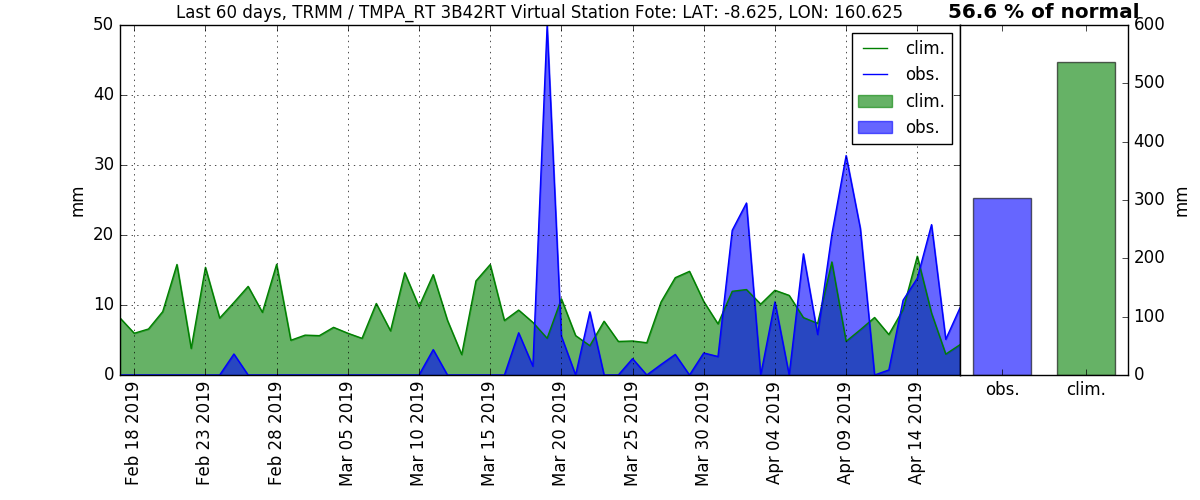 Last 60 days, TRMM / TMPA_RT 3B42RT Virtual Station Fote: LAT: -8.625, LON: 160.625
56.6 % of normal
50
40
30
20
10
0
mm
clim.
obs.
clim.
obs.
600
500
400
300
200
100
0
mm
obs.
clim.
Feb 18 2019
Feb 23 2019
Feb 28 2019
Mar 05 2019
Mar 10 2019
Mar 15 2019
Mar 20 2019
Mar 25 2019
Mar 30 2019
Apr 04 2019
Apr 09 2019
Apr 14 2019